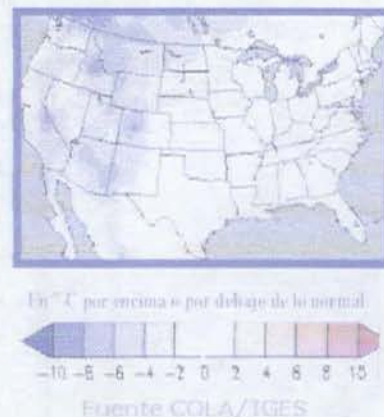 En °C por encima o por debajo de lo normal
-10 -8 -6 -4 -2 0 2 4 6 8 10
Fuente COLA/IGES